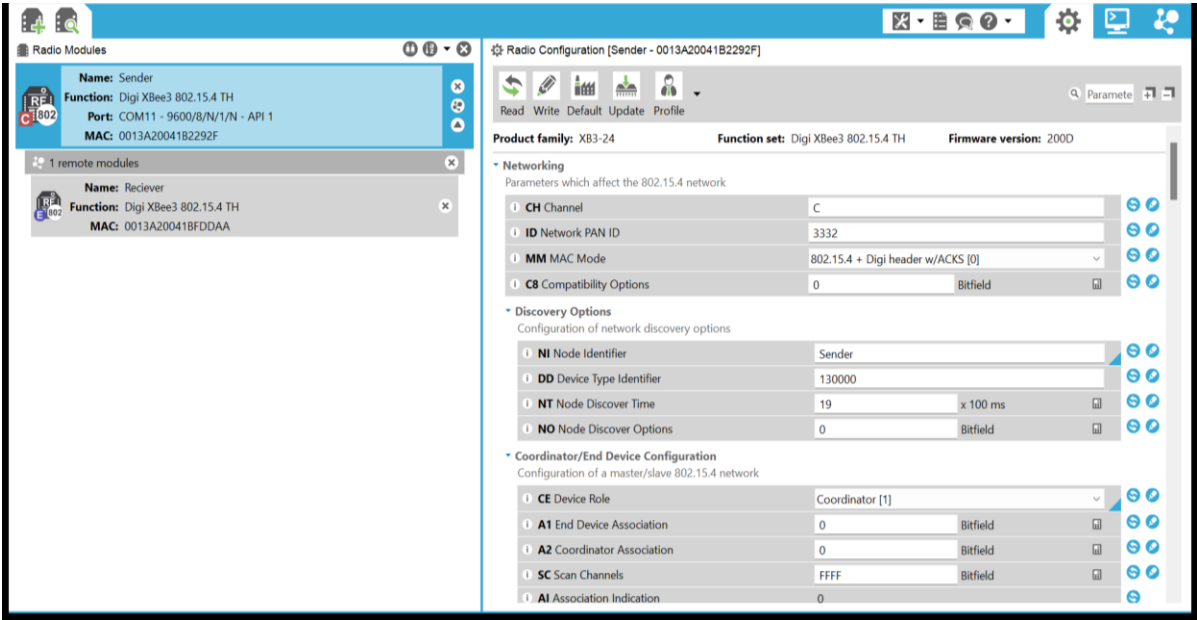 Radio Modules
Name: Sender
Function: Digi XBee3 802.15.4 TH
Port: COM11 - 9600/8/N/1/N - API 1
MAC: 0013A20041B2292F
RF
C 802
1 remote modules
Name: Reciever
Function: Digi XBee3 802.15.4 TH
MAC: 0013A20041BFDDAA
RF
E 802
Radio Configuration [Sender - 0013A20041B2292F]
Read Write Default Update Profile
Paramete
Product family: XB3-24 Function set: Digi XBee3 802.15.4 TH Firmware version: 200D
Networking
Parameters which affect the 802.15.4 network
i CH Channel C
i ID Network PAN ID 3332
i MM MAC Mode 802.15.4 + Digi header w/ACKS [0]
i C8 Compatibility Options 0 Bitfield
Discovery Options
Configuration of network discovery options
i NI Node Identifier Sender
i DD Device Type Identifier 130000
i NT Node Discover Time 19 x 100 ms
i NO Node Discover Options 0 Bitfield
Coordinator/End Device Configuration
Configuration of a master/slave 802.15.4 network
i CE Device Role Coordinator [1]
i A1 End Device Association 0 Bitfield
i A2 Coordinator Association 0 Bitfield
i SC Scan Channels FFFF Bitfield
i AI Association Indication 0